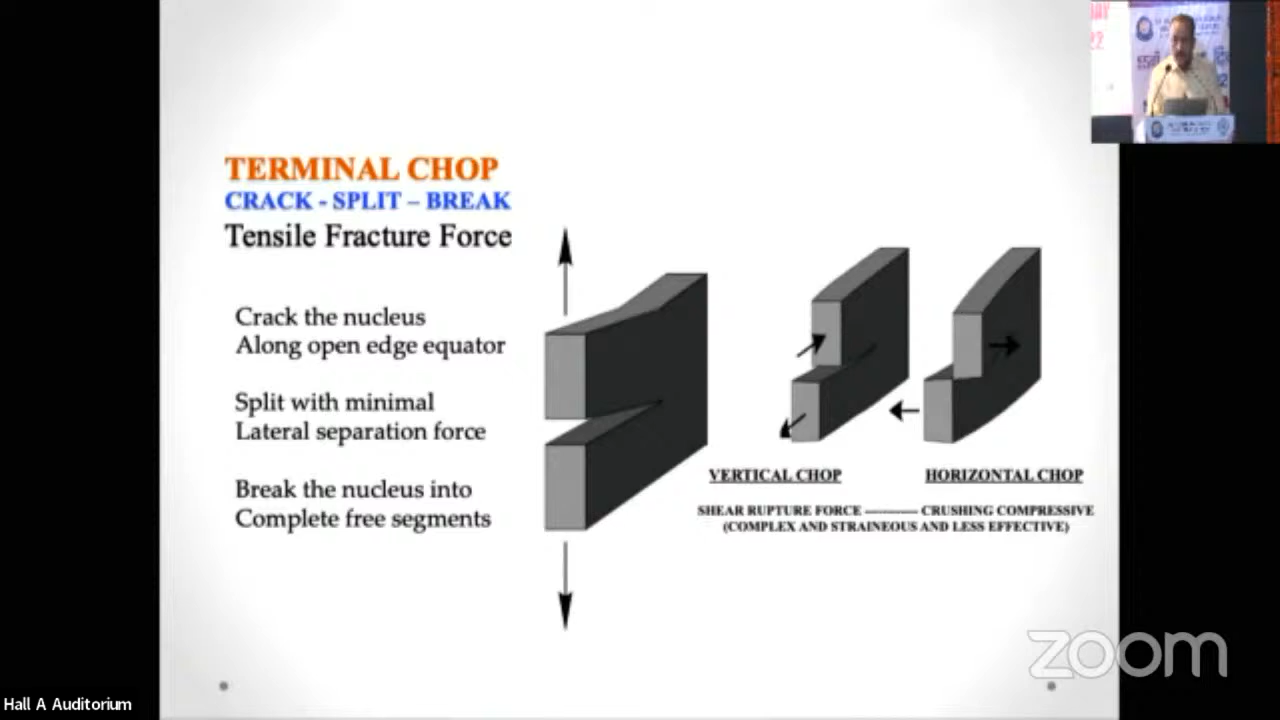 TERMINAL CHOP
CRACK - SPLIT – BREAK
Tensile Fracture Force
Crack the nucleus
Along open edge equator
Split with minimal
Lateral separation force
Break the nucleus into
Complete free segments
VERTICAL CHOP
HORIZONTAL CHOP
SHEAR RUPTURE FORCE ------------ CRUSHING COMPRESSIVE
(COMPLEX AND STRAINEOUS AND LESS EFFECTIVE)
zoom
Hall A Auditorium